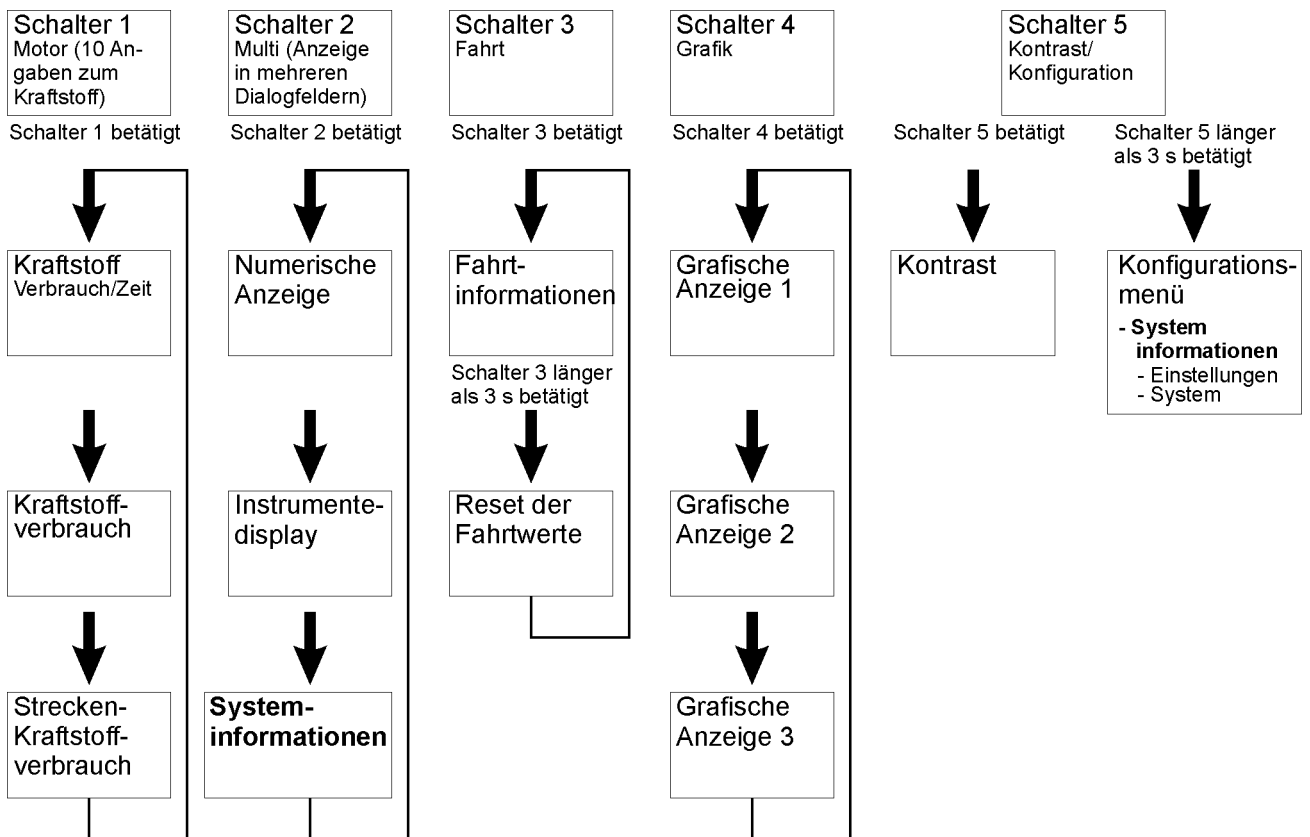 Schalter 1
Motor (10 An-
gaben zum
Kraftstoff)
Schalter 2
Multi (Anzeige
in mehreren
Dialogfeldern)
Schalter 3
Fahrt
Schalter 4
Grafik
Schalter 5
Kontrast/
Konfiguration
Schalter 1 betätigt
Schalter 2 betätigt
Schalter 3 betätigt
Schalter 4 betätigt
Schalter 5 betätigt
Schalter 5 länger
als 3 s betätigt
Kraftstoff
Verbrauch/Zeit
Numerische
Anzeige
Fahrt-
informationen
Grafische
Anzeige 1
Kontrast
Konfigurations-
menü
- System
informationen
- Einstellungen
- System
Schalter 3 länger
als 3 s betätigt
Kraftstoff-
verbrauch
Instrumente-
display
Reset der
Fahrtwerte
Grafische
Anzeige 2
Strecken-
Kraftstoff-
verbrauch
System-
informationen
Grafische
Anzeige 3